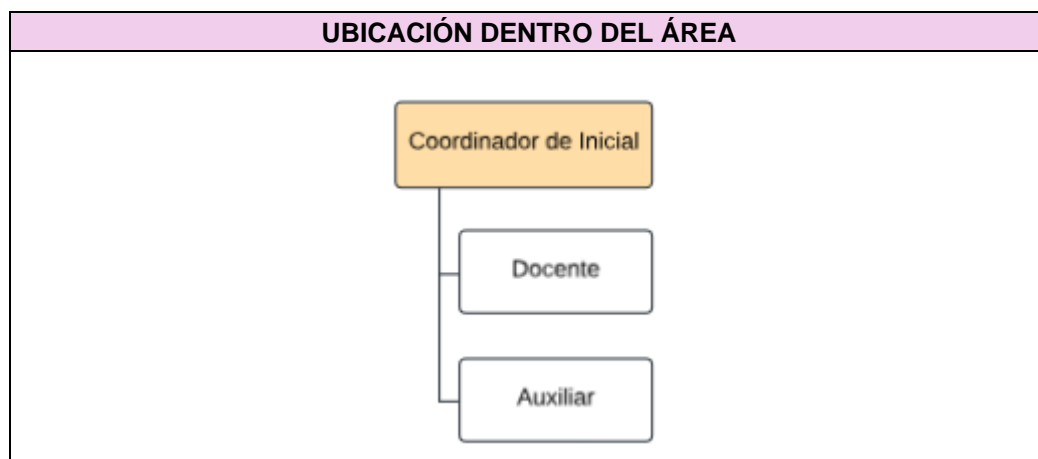 UBICACIÓN DENTRO DEL ÁREA
Coordinador de Inicial
Docente
Auxiliar